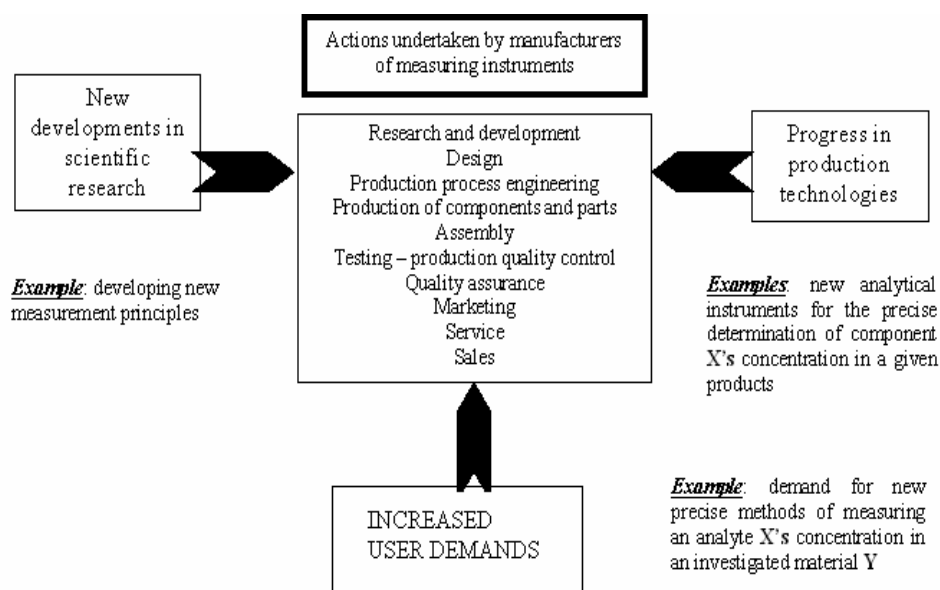 Actions undertaken by manufacturers
of measuring instruments
New
developments in
scientific
research
Research and development
Design
Production process engineering
Production of components and parts
Assembly
Testing – production quality control
Quality assurance
Marketing
Service
Sales
Progress in
production
technologies
Example: developing new
measurement principles
Examples: new analytical
instruments for the precise
determination of component
X's concentration in a given
products
INCREASED
USER DEMANDS
Example: demand for new
precise methods of measuring
an analyte X's concentration in
an investigated material Y